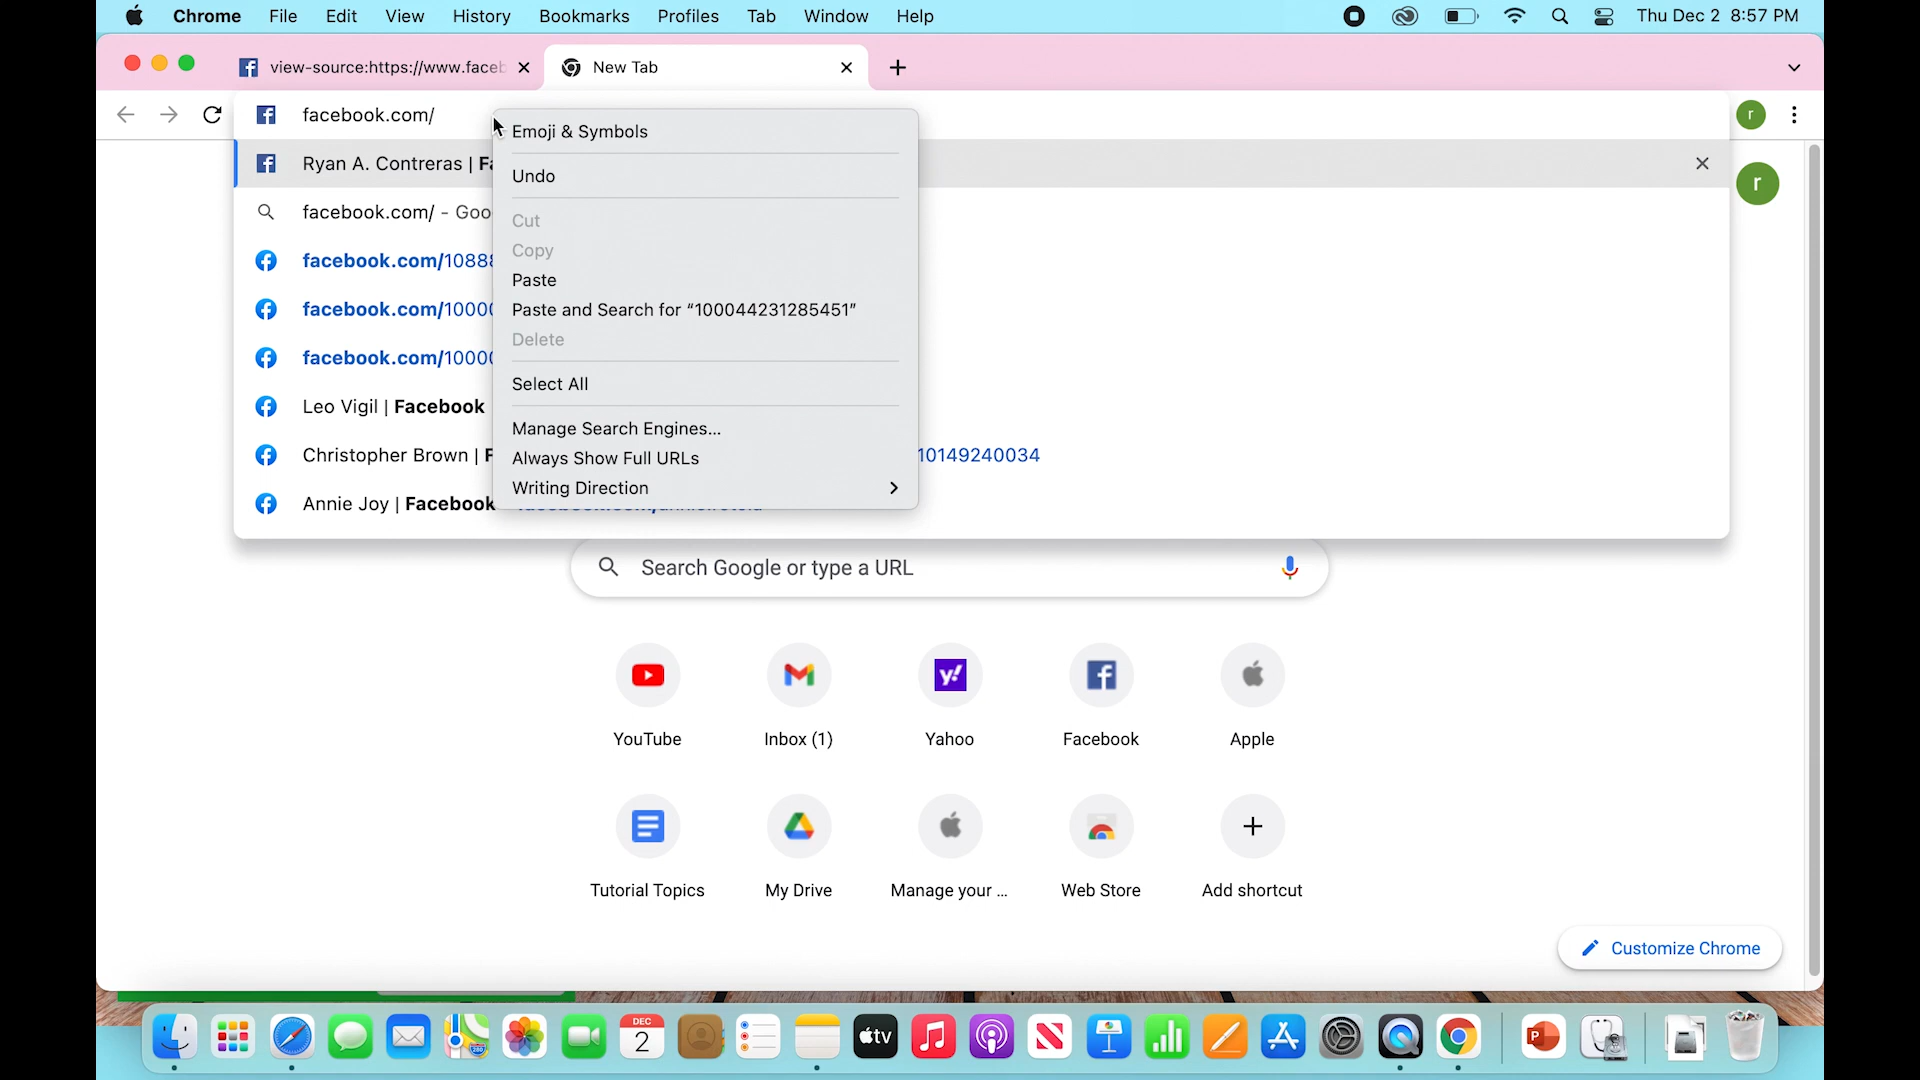 Chrome File Edit View History Bookmarks Profiles Tab Window Help Thu Dec 2 8:57 PM
view-source:https://www.faceb New Tab
facebook.com/ r
Ryan A. Contreras | Fa
r
facebook.com/ - Goo
facebook.com/1088
facebook.com/1000
facebook.com/1000
Leo Vigil | Facebook
Christopher Brown | F 10149240034
Annie Joy | Facebook
Emoji & Symbols
Undo
Cut
Copy
Paste
Paste and Search for “100044231285451”
Delete
Select All
Manage Search Engines...
Always Show Full URLs
Writing Direction
Search Google or type a URL
YouTube Inbox (1) Yahoo Facebook Apple
Tutorial Topics My Drive Manage your ... Web Store Add shortcut
Customize Chrome
DEC
2
tv